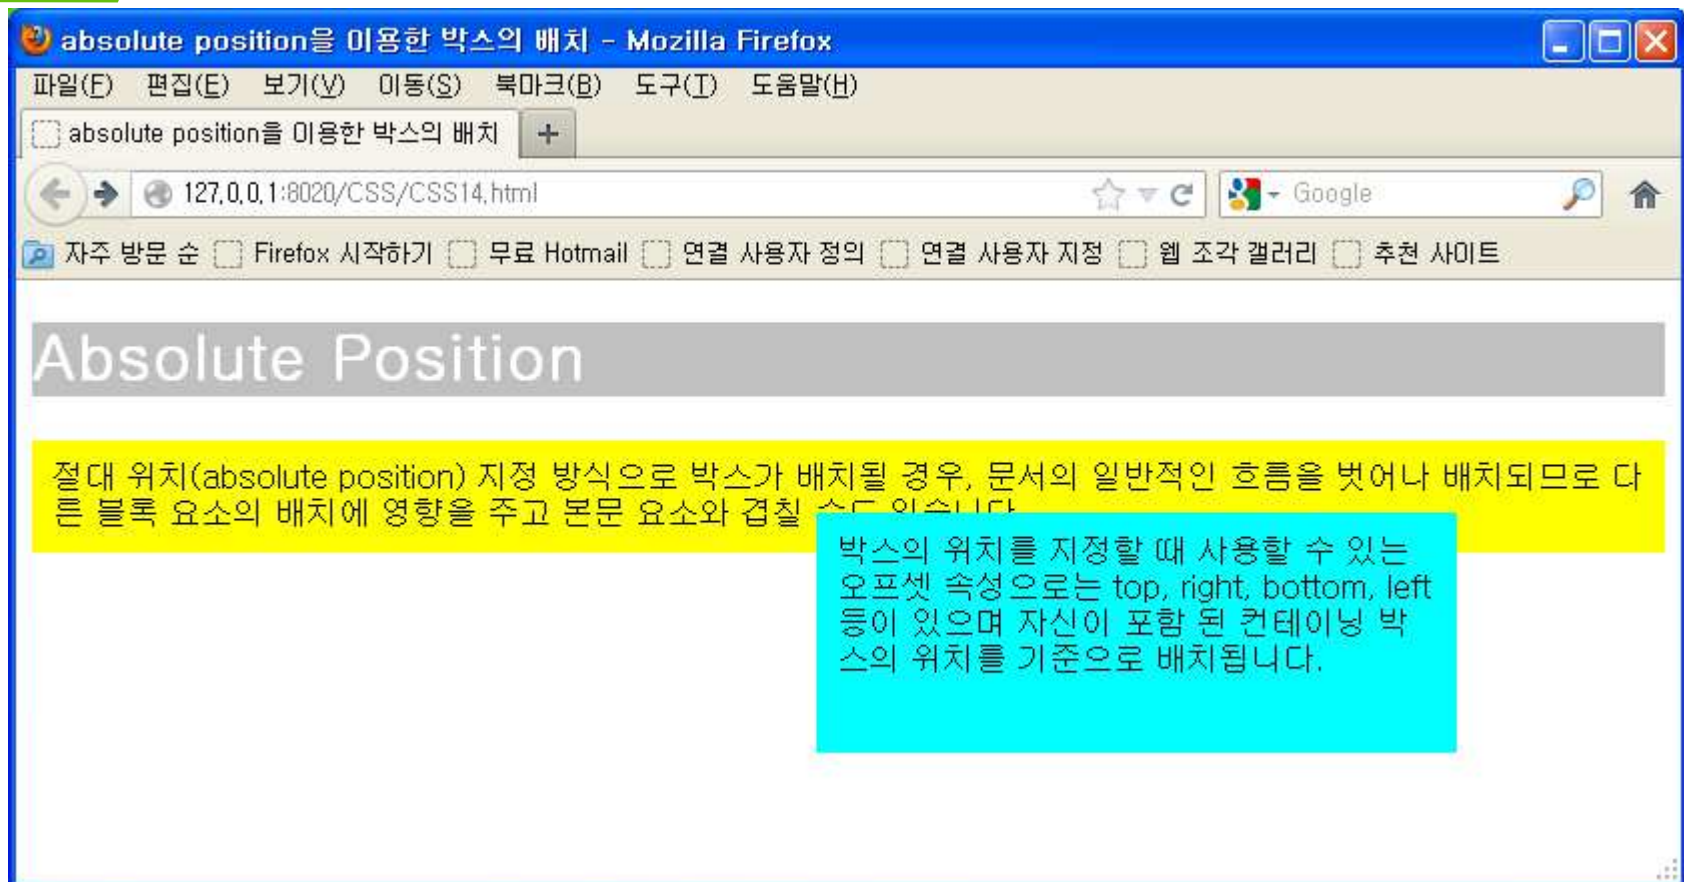 absolute position을 이용한 박스의 배치 - Mozilla Firefox
파일(F) 편집(E) 보기(V) 이동(S) 북마크(B) 도구(T) 도움말(H)
absolute position을 이용한 박스의 배치 +
127.0.0.1:8020/CSS/CSS14.html Google
자주 방문 순 Firefox 시작하기 무료 Hotmail 연결 사용자 정의 연결 사용자 지정 웹 조각 갤러리 추천 사이트
Absolute Position
절대 위치(absolute position) 지정 방식으로 박스가 배치될 경우, 문서의 일반적인 흐름을 벗어나 배치되므로 다
른 블록 요소의 배치에 영향을 주고 본문 요소와 겹칠
박스의 위치를 지정할 때 사용할 수 있는
오프셋 속성으로는 top, right, bottom, left
등이 있으며 자신이 포함 된 컨테이닝 박
스의 위치를 기준으로 배치됩니다.